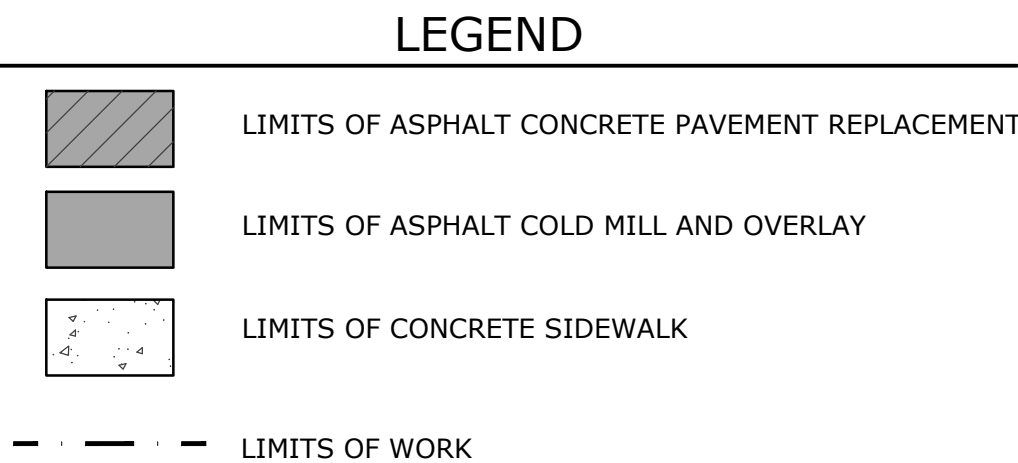 LEGEND
LIMITS OF ASPHALT CONCRETE PAVEMENT REPLACEMENT
LIMITS OF ASPHALT COLD MILL AND OVERLAY
LIMITS OF CONCRETE SIDEWALK
LIMITS OF WORK